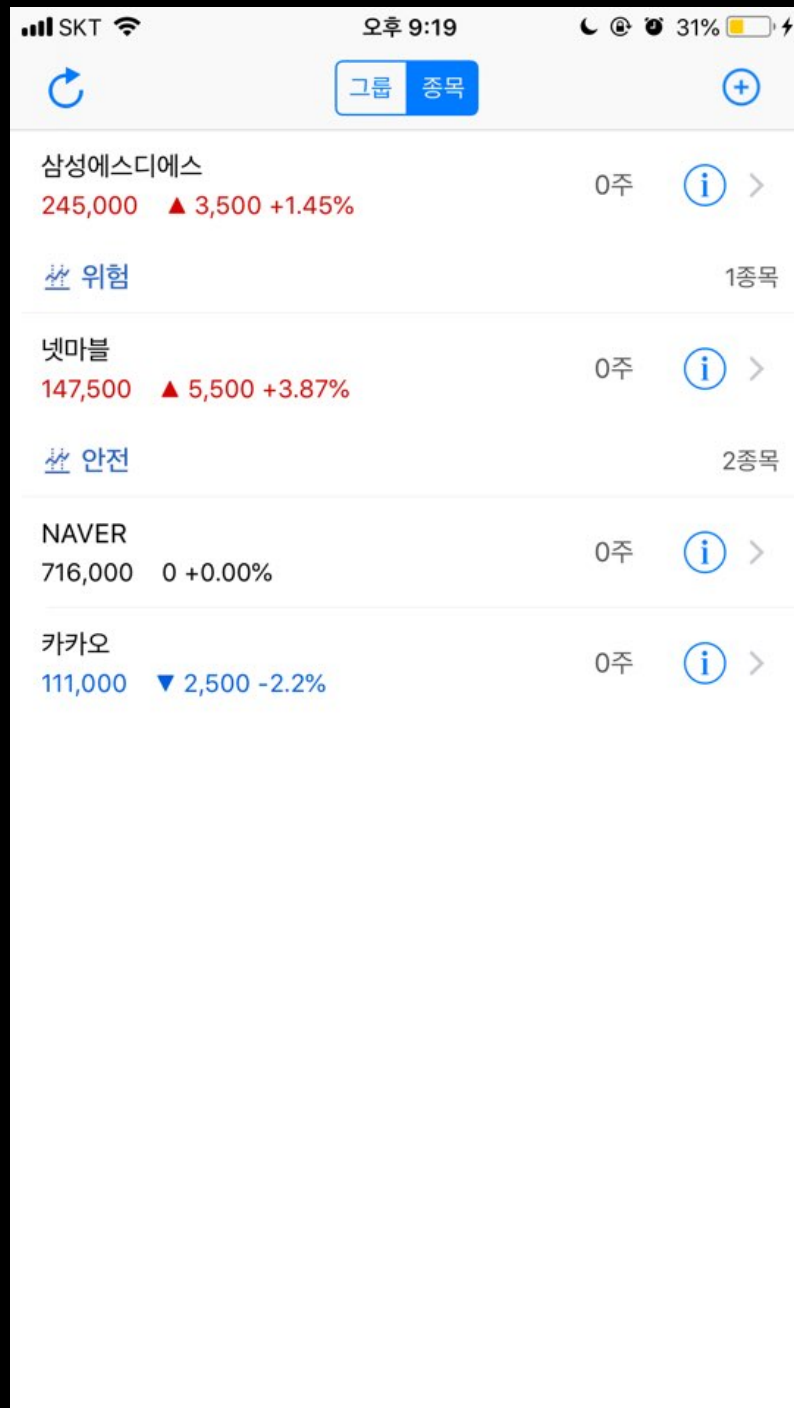 SKT 오후 9:19 31%
그룹 종목
삼성에스디에스
245,000 ▲ 3,500 +1.45% 0주
위험 1종목
넷마블
147,500 ▲ 5,500 +3.87% 0주
안전 2종목
NAVER
716,000 0 +0.00% 0주
카카오
111,000 ▼ 2,500 -2.2% 0주